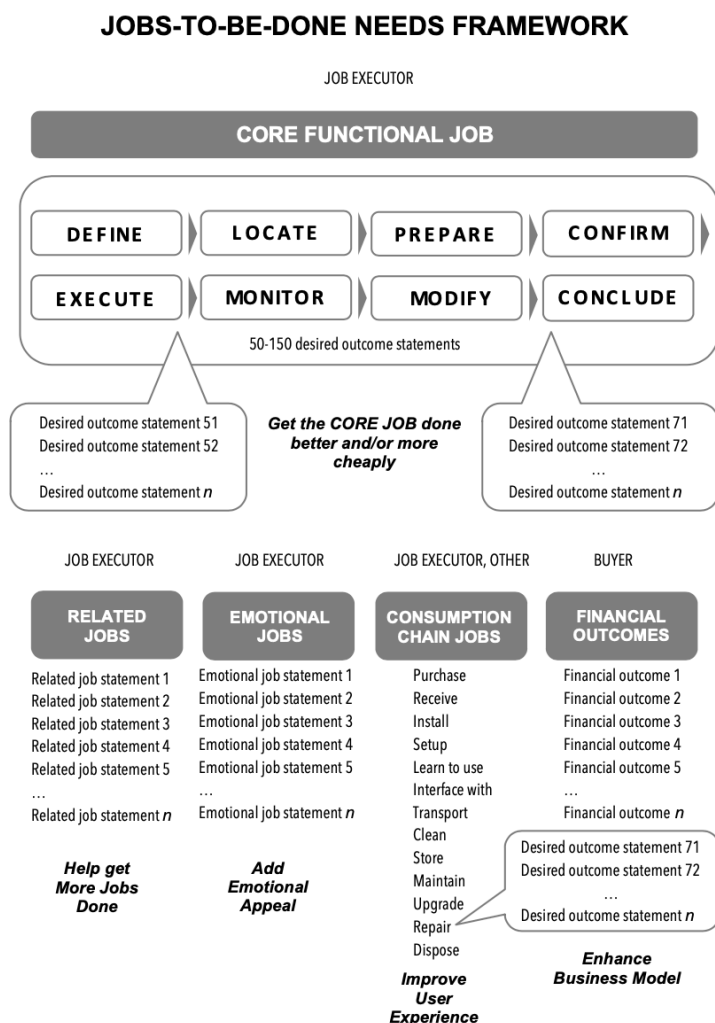 JOBS-TO-BE-DONE NEEDS FRAMEWORK
JOB EXECUTOR
CORE FUNCTIONAL JOB
DEFINE
LOCATE
PREPARE
CONFIRM
EXECUTE
MONITOR
MODIFY
CONCLUDE
50-150 desired outcome statements
Desired outcome statement 51
Desired outcome statement 52
…
Desired outcome statement n
Get the CORE JOB done
better and/or more
cheaply
Desired outcome statement 71
Desired outcome statement 72
…
Desired outcome statement n
JOB EXECUTOR
RELATED
JOBS
Related job statement 1
Related job statement 2
Related job statement 3
Related job statement 4
Related job statement 5
…
Related job statement n
Help get
More Jobs
Done
JOB EXECUTOR
EMOTIONAL
JOBS
Emotional job statement 1
Emotional job statement 2
Emotional job statement 3
Emotional job statement 4
Emotional job statement 5
…
Emotional job statement n
Add
Emotional
Appeal
JOB EXECUTOR, OTHER
CONSUMPTION
CHAIN JOBS
Purchase
Receive
Install
Setup
Learn to use
Interface with
Transport
Clean
Store
Maintain
Upgrade
Repair
Dispose
Improve
User
Experience
BUYER
FINANCIAL
OUTCOMES
Financial outcome 1
Financial outcome 2
Financial outcome 3
Financial outcome 4
Financial outcome 5
…
Financial outcome n
Desired outcome statement 71
Desired outcome statement 72
…
Desired outcome statement n
Enhance
Business Model